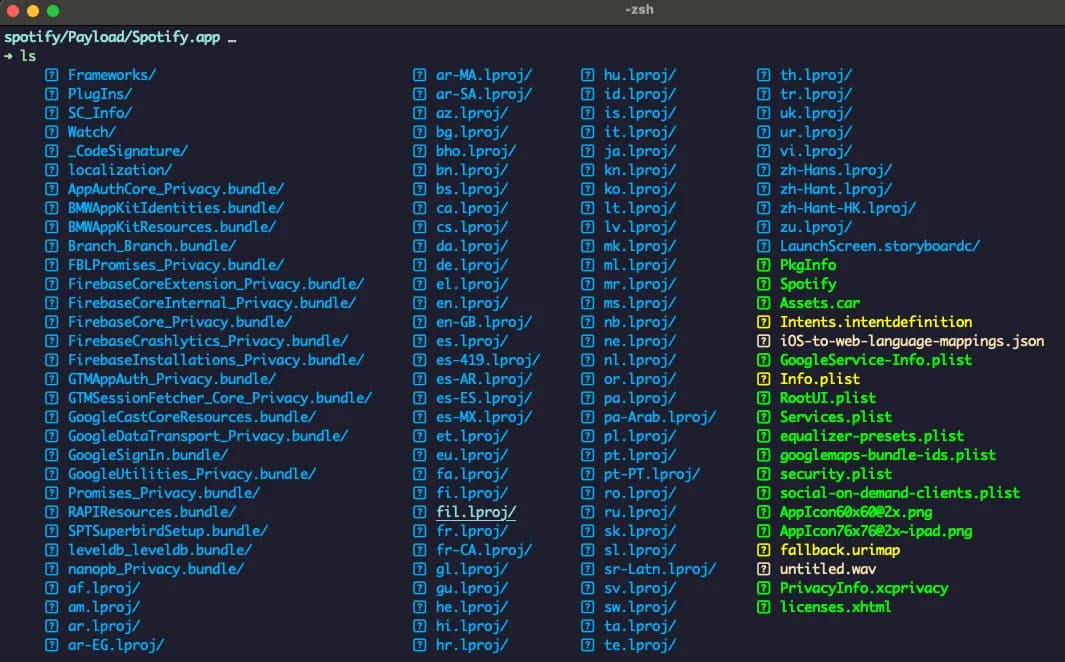 -zsh
spotify/Payload/Spotify.app …
→ ls
Frameworks/ ar-MA.lproj/ hu.lproj/ th.lproj/
PlugIns/ ar-SA.lproj/ id.lproj/ tr.lproj/
SC_Info/ az.lproj/ is.lproj/ uk.lproj/
Watch/ bg.lproj/ it.lproj/ ur.lproj/
_CodeSignature/ bho.lproj/ ja.lproj/ vi.lproj/
localization/ bn.lproj/ kn.lproj/ zh-Hans.lproj/
AppAuthCore_Privacy.bundle/ bs.lproj/ ko.lproj/ zh-Hant.lproj/
BMWAppKitIdentities.bundle/ ca.lproj/ lt.lproj/ zh-Hant-HK.lproj/
BMWAppKitResources.bundle/ cs.lproj/ lv.lproj/ zu.lproj/
Branch_Branch.bundle/ da.lproj/ mk.lproj/ LaunchScreen.storyboardc/
FBLPromises_Privacy.bundle/ de.lproj/ ml.lproj/ PkgInfo
FirebaseCoreExtension_Privacy.bundle/ el.lproj/ mr.lproj/ Spotify
FirebaseCoreInternal_Privacy.bundle/ en.lproj/ ms.lproj/ Assets.car
FirebaseCore_Privacy.bundle/ en-GB.lproj/ nb.lproj/ Intents.intentdefinition
FirebaseCrashlytics_Privacy.bundle/ es.lproj/ ne.lproj/ iOS-to-web-language-mappings.json
FirebaseInstallations_Privacy.bundle/ es-419.lproj/ nl.lproj/ GoogleService-Info.plist
GTMAppAuth_Privacy.bundle/ es-AR.lproj/ or.lproj/ Info.plist
GTMSessionFetcher_Core_Privacy.bundle/ es-ES.lproj/ pa.lproj/ RootUI.plist
GoogleCastCoreResources.bundle/ es-MX.lproj/ pa-Arab.lproj/ Services.plist
GoogleDataTransport_Privacy.bundle/ et.lproj/ pl.lproj/ equalizer-presets.plist
GoogleSignIn.bundle/ eu.lproj/ pt.lproj/ googlemaps-bundle-ids.plist
GoogleUtilities_Privacy.bundle/ fa.lproj/ pt-PT.lproj/ security.plist
Promises_Privacy.bundle/ fi.lproj/ ro.lproj/ social-on-demand-clients.plist
RAPIResources.bundle/ fil.lproj/ ru.lproj/ AppIcon60x60@2x.png
SPTSuperbirdSetup.bundle/ fr.lproj/ sk.lproj/ AppIcon76x76@2x~ipad.png
leveldb_leveldb.bundle/ fr-CA.lproj/ sl.lproj/ fallback.urimap
nanopb_Privacy.bundle/ gl.lproj/ sr-Latn.lproj/ untitled.wav
af.lproj/ gu.lproj/ sv.lproj/ PrivacyInfo.xcprivacy
am.lproj/ he.lproj/ sw.lproj/ licenses.xhtml
ar.lproj/ hi.lproj/ ta.lproj/
ar-EG.lproj/ hr.lproj/ te.lproj/